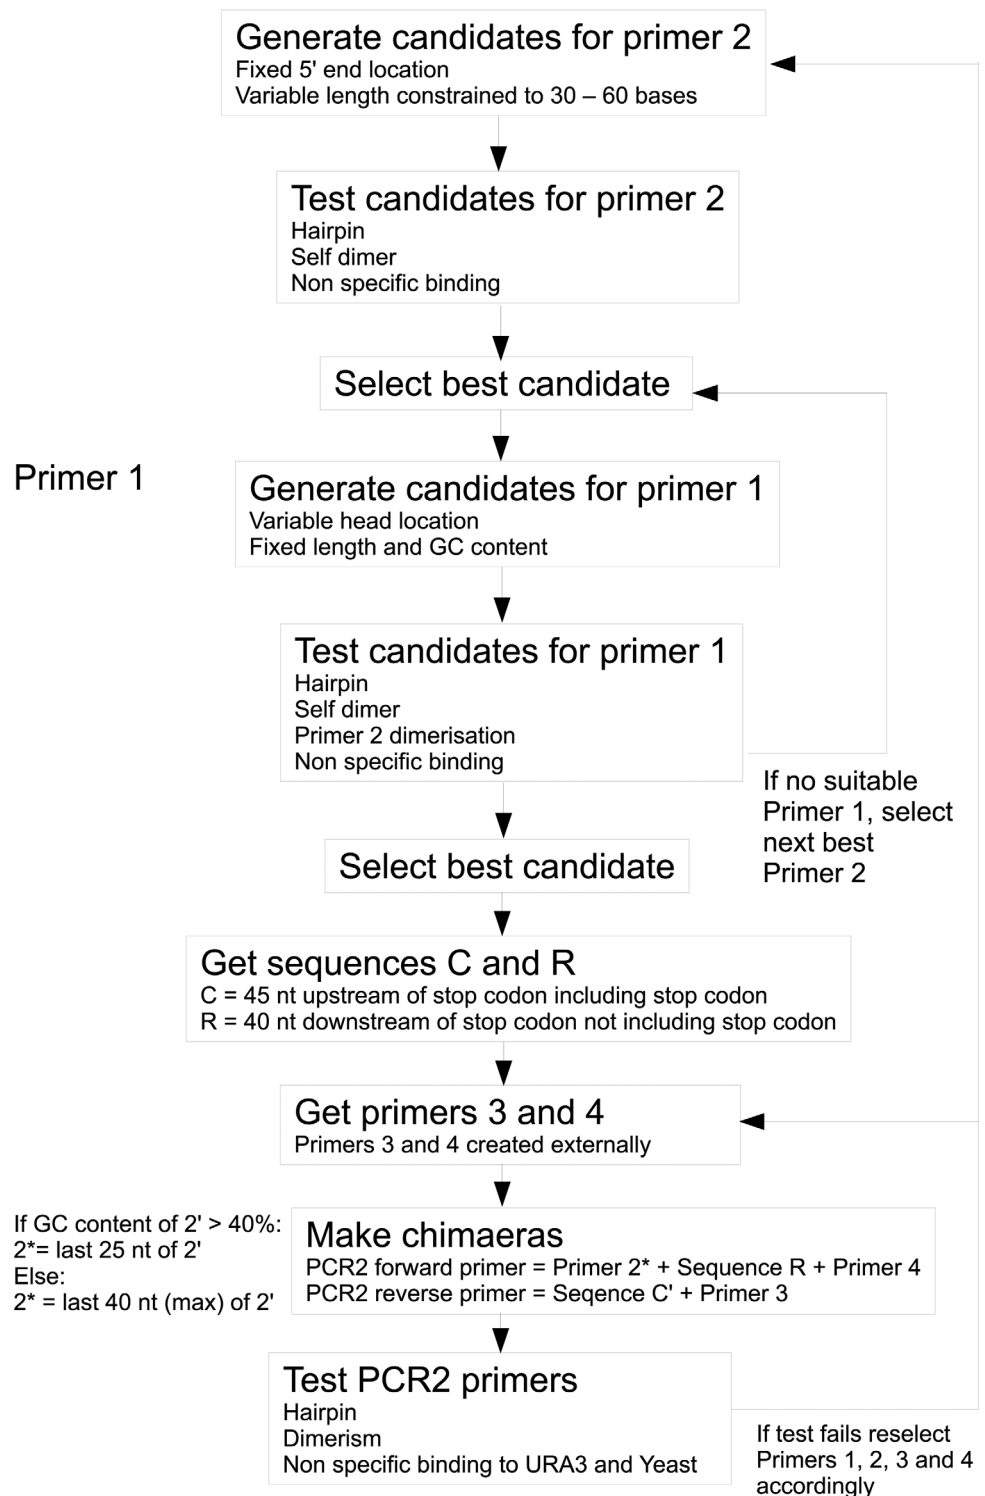 Generate candidates for primer 2
Fixed 5' end location
Variable length constrained to 30 – 60 bases
Test candidates for primer 2
Hairpin
Self dimer
Non specific binding
Select best candidate
Primer 1
Generate candidates for primer 1
Variable head location
Fixed length and GC content
Test candidates for primer 1
Hairpin
Self dimer
Primer 2 dimerisation
Non specific binding
If no suitable
Primer 1, select
next best
Primer 2
Select best candidate
Get sequences C and R
C = 45 nt upstream of stop codon including stop codon
R = 40 nt downstream of stop codon not including stop codon
Get primers 3 and 4
Primers 3 and 4 created externally
If GC content of 2' > 40%:
2*= last 25 nt of 2'
Else:
2* = last 40 nt (max) of 2'
Make chimaeras
PCR2 forward primer = Primer 2* + Sequence R + Primer 4
PCR2 reverse primer = Seqence C' + Primer 3
Test PCR2 primers
Hairpin
Dimerism
Non specific binding to URA3 and Yeast
If test fails reselect
Primers 1, 2, 3 and 4
accordingly